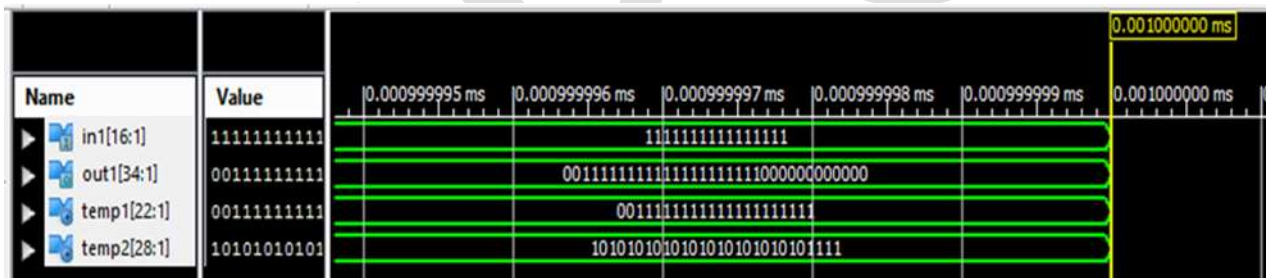 0.001000000 ms
Name Value 0.000999995 ms 0.000999996 ms 0.000999997 ms 0.000999998 ms 0.000999999 ms 0.001000000 ms
in1[16:1] 11111111111 1111111111111111
out1[34:1] 00111111111 0011111111111111111111000000000000
temp1[22:1] 00111111111 0011111111111111111111
temp2[28:1] 10101010101 1010101010101010101010101111